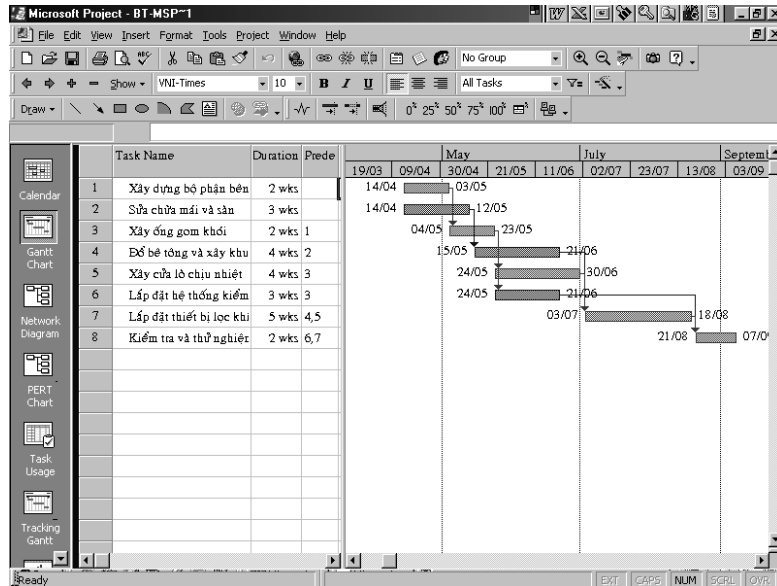 Microsoft Project - BT-MSP~1
File Edit View Insert Format Tools Project Window Help
No Group
Show VNI-Times 10 B I U All Tasks
Draw 0% 25% 50% 75% 100%
Task Name Duration Prede
May July Septemb
19/03 09/04 30/04 21/05 11/06 02/07 23/07 13/08 03/09
Calendar
Gantt Chart
Network Diagram
PERT Chart
Task Usage
Tracking Gantt
1 Xây dựng bộ phận bên 2 wks 14/04 03/05
2 Sửa chữa mái và sàn 3 wks 14/04 12/05
3 Xây ống gom khói 2 wks 1 04/05 23/05
4 Đổ bê tông và xây khu 4 wks 2 15/05 21/06
5 Xây cửa lò chịu nhiệt 4 wks 3 24/05 30/06
6 Lắp đặt hệ thống kiểm 3 wks 3 24/05 21/06
7 Lắp đặt thiết bị lọc khí 5 wks 4,5 03/07 18/08
8 Kiểm tra và thử nghiệm 2 wks 6,7 21/08 07/0
Ready EXT CAPS NUM SCRL OVR